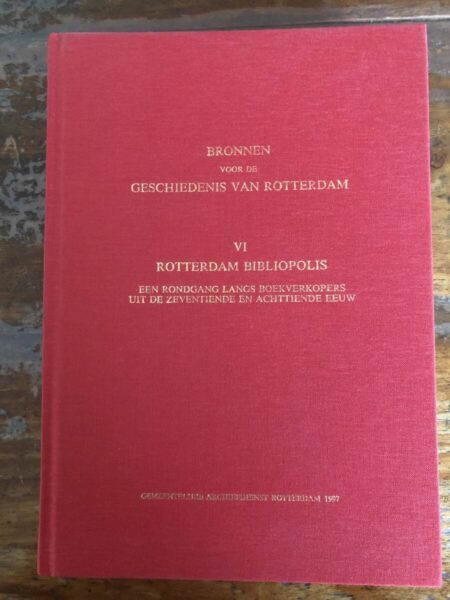 BRONNEN
VOOR DE
GESCHIEDENIS VAN ROTTERDAM
VI
ROTTERDAM BIBLIOPOLIS
EEN RONDGANG LANGS BOEKVERKOPERS
UIT DE ZEVENTIENDE EN ACHTTIENDE EEUW
GEMEENTELIJKE ARCHIEFDIENST ROTTERDAM 1997